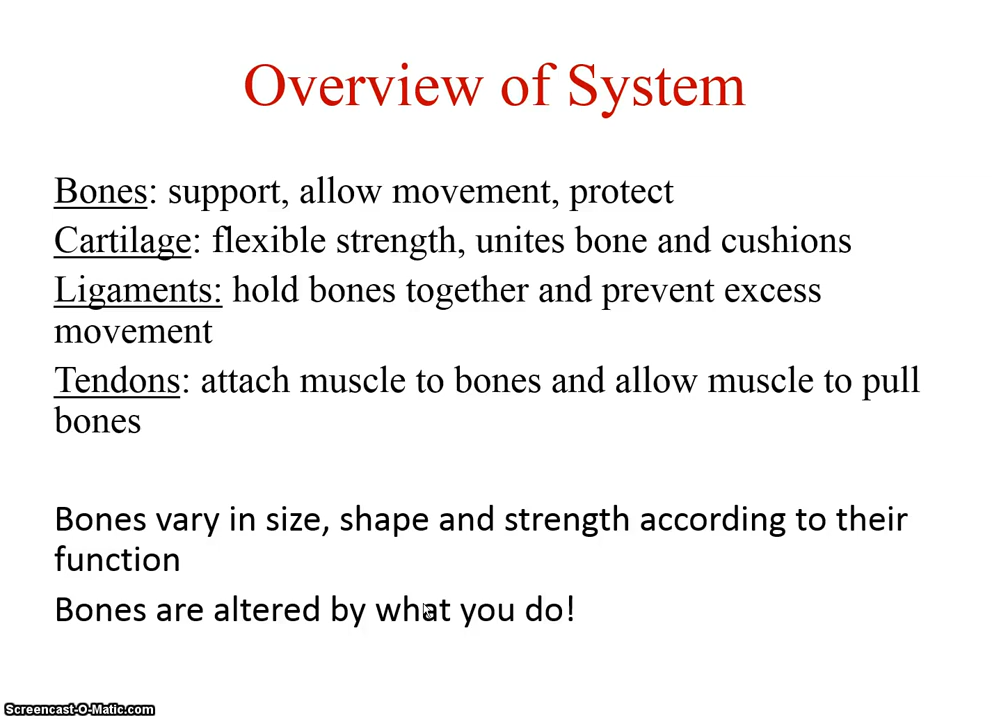 Overview of System
Bones: support, allow movement, protect
Cartilage: flexible strength, unites bone and cushions
Ligaments: hold bones together and prevent excess
movement
Tendons: attach muscle to bones and allow muscle to pull
bones
Bones vary in size, shape and strength according to their
function
Bones are altered by what you do!
Screencast-O-Matic.com